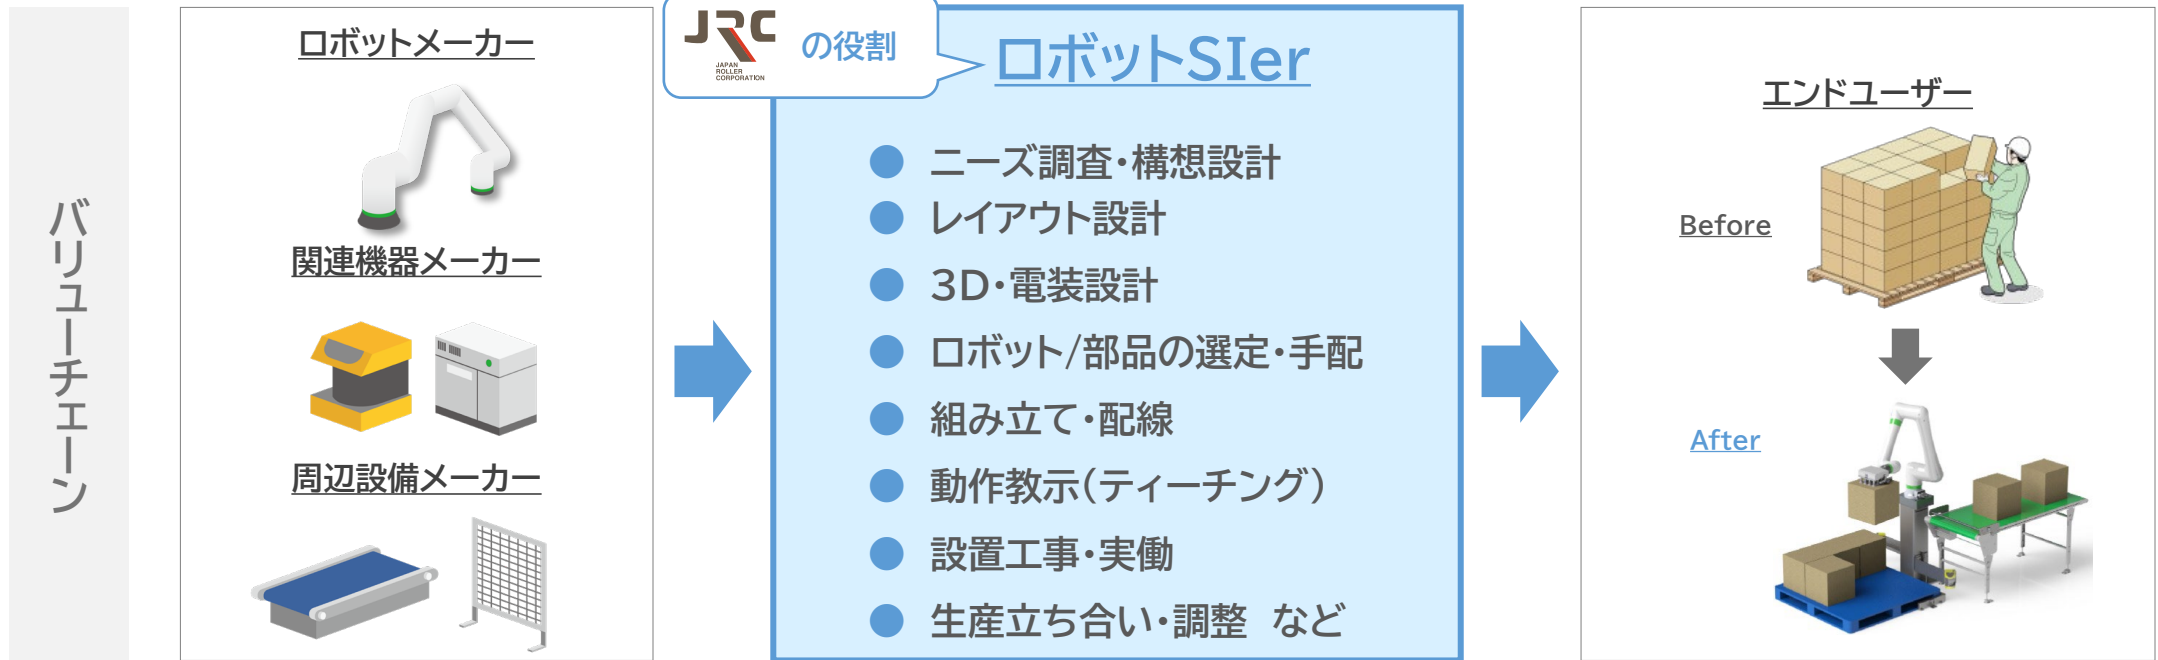 バリューチェーン
ロボットメーカー
関連機器メーカー
周辺設備メーカー
JRC
JAPAN
ROLLER
CORPORATION
の役割
ロボットSIer
● ニーズ調査・構想設計
● レイアウト設計
● 3D・電装設計
● ロボット/部品の選定・手配
● 組み立て・配線
● 動作教示(ティーチング)
● 設置工事・実働
● 生産立ち合い・調整 など
エンドユーザー
Before
After